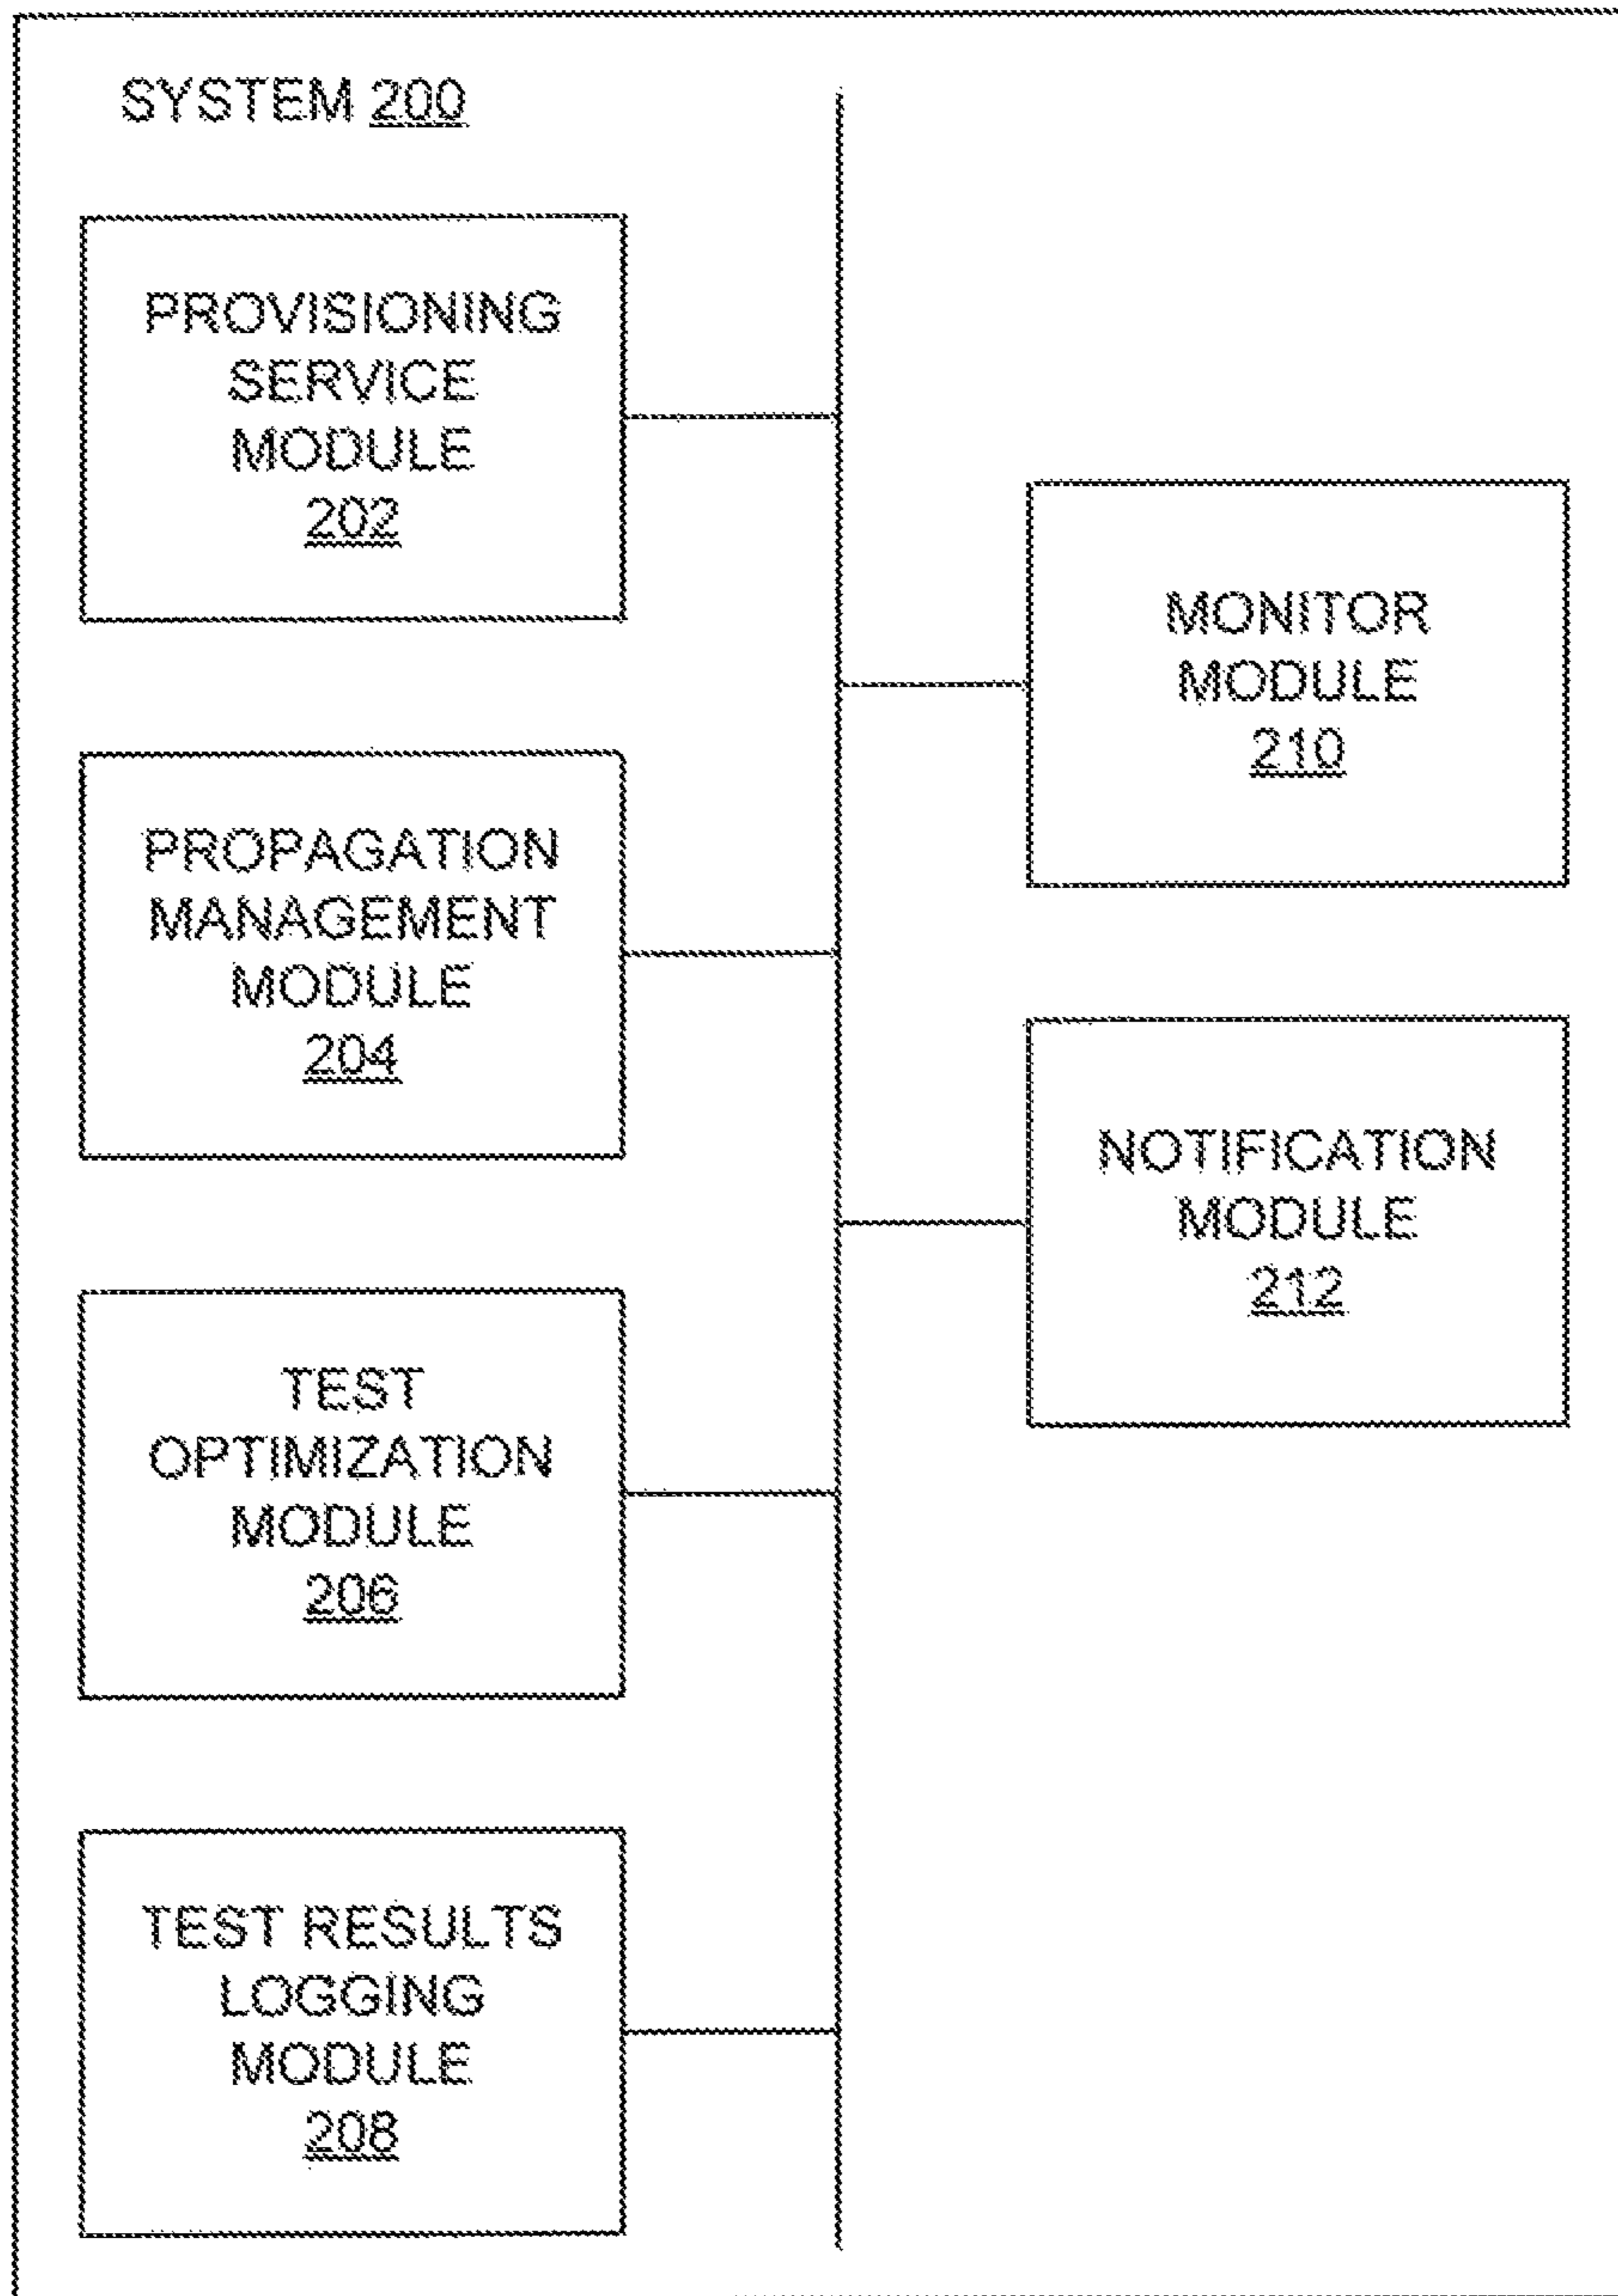 SYSTEM 200
PROVISIONING
SERVICE
MODULE
202
PROPAGATION
MANAGEMENT
MODULE
204
TEST
OPTIMIZATION
MODULE
206
TEST RESULTS
LOGGING
MODULE
208
MONITOR
MODULE
210
NOTIFICATION
MODULE
212